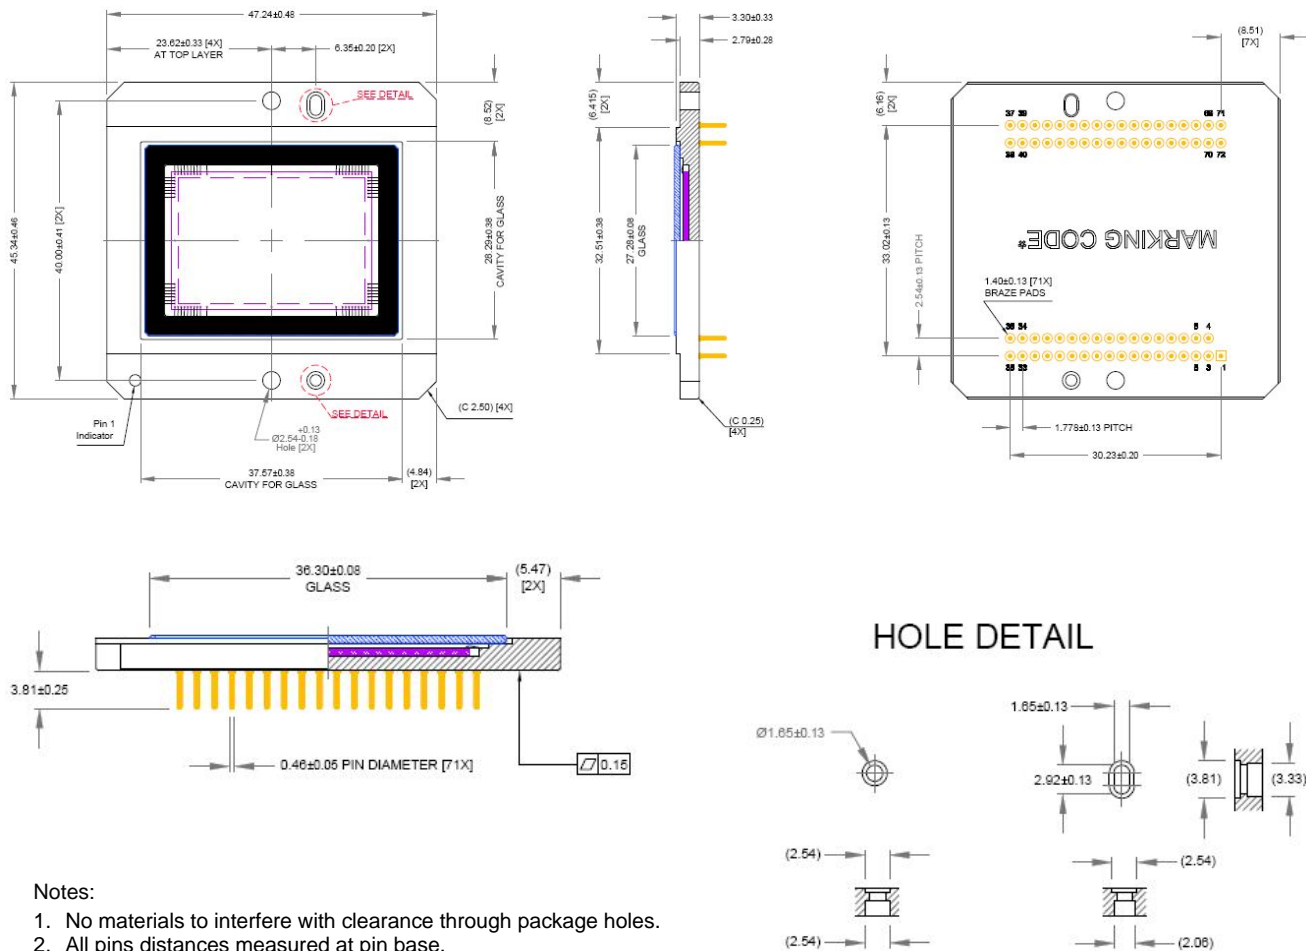 47.24±0.48
23.62±0.33 [4X]
AT TOP LAYER
6.35±0.20 [2X]
SEE DETAIL
(8.52)
[2X]
45.34±0.46
40.00±0.41 [2X]
28.29±0.38
CAVITY FOR GLASS
Pin 1
Indicator
+0.13
Ø2.54-0.18
Hole [2X]
SEE DETAIL
(C 2.50) [4X]
37.57±0.38
CAVITY FOR GLASS
(4.84)
[2X]
3.30±0.33
2.79±0.28
(6.415)
[2X]
32.51±0.38
27.28±0.08
GLASS
(C 0.25)
[4X]
(8.51)
[7X]
(6.16)
[2X]
37 39
69 71
38 40
70 72
33.02±0.13
MARKING CODE*
2.54±0.13 PITCH
1.40±0.13 [71X]
BRAZE PADS
36 34
4
35 33
3
1
1.778±0.13 PITCH
30.23±0.20
36.30±0.08
GLASS
(5.47)
[2X]
3.81±0.25
0.46±0.05 PIN DIAMETER [71X]
0.15
HOLE DETAIL
Ø1.65±0.13
1.65±0.13
2.92±0.13
(3.81)
(3.33)
(2.54)
(2.54)
(2.54)
(2.06)
Notes:
1. No materials to interfere with clearance through package holes.
2. All pins distances measured at pin base.